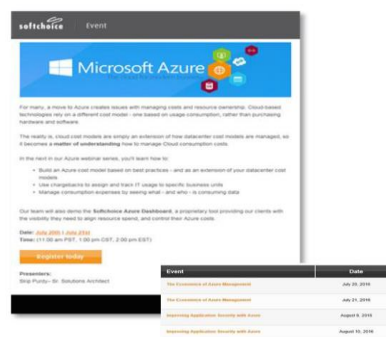 softchoice Event
Microsoft Azure
For many, a move to Azure creates issues with managing costs and resource ownership. Cloud-based
technologies rely on a different cost model - one based on usage consumption, rather than purchasing
hardware and software.
The reality is, cloud cost models are simply an extension of how datacenter cost models are managed, so
it becomes a matter of understanding how to manage Cloud consumption costs.
In the next in our Azure webinar series, you'll learn how to:
• Build an Azure cost model based on best practices - and as an extension of your datacenter cost
models
• Use chargebacks to assign and track IT usage to specific business units
• Manage consumption expenses by seeing what - and who - is consuming data
Our team will also demo the Softchoice Azure Dashboard, a proprietary tool providing our clients with
the visibility they need to align resource spend, and control their Azure costs.
Date: July 20th | July 21st
Time: (11:00 am PST, 1:00 pm CST, 2:00 pm EST)
Register today
Presenters:
Skip Purdy- Sr. Solutions Architect
Event Date
The Economics of Azure Management July 20, 2016
The Economics of Azure Management July 21, 2016
Improving Application Security with Azure August 9, 2016
Improving Application Security with Azure August 10, 2016